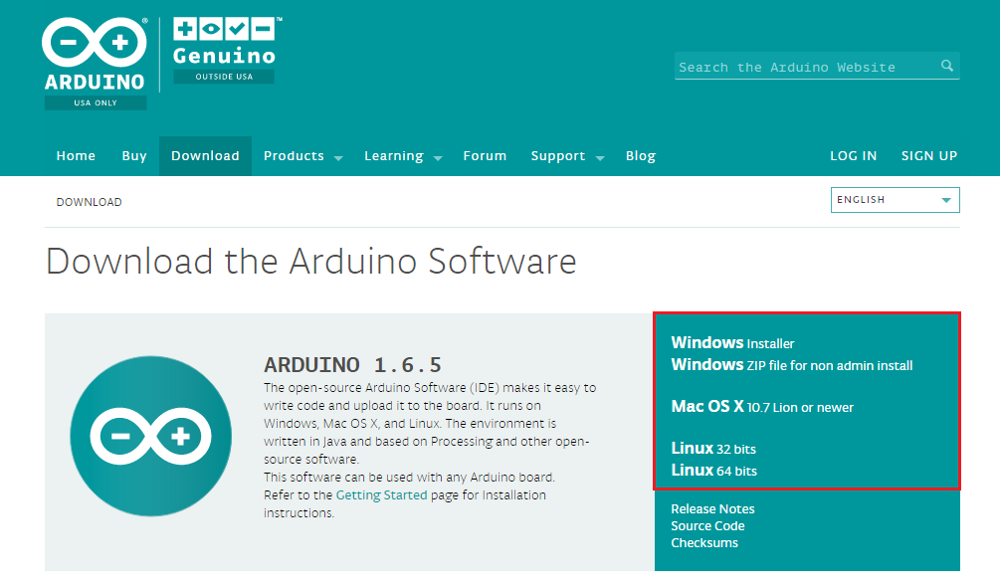 ARDUINO
USA ONLY
Genuino
OUTSIDE USA
Search the Arduino Website
Home Buy Download Products Learning Forum Support Blog LOG IN SIGN UP
DOWNLOAD
ENGLISH
Download the Arduino Software
ARDUINO 1.6.5
The open-source Arduino Software (IDE) makes it easy to
write code and upload it to the board. It runs on
Windows, Mac OS X, and Linux. The environment is
written in Java and based on Processing and other open-
source software.
This software can be used with any Arduino board.
Refer to the Getting Started page for Installation
instructions.
Windows Installer
Windows ZIP file for non admin install
Mac OS X 10.7 Lion or newer
Linux 32 bits
Linux 64 bits
Release Notes
Source Code
Checksums